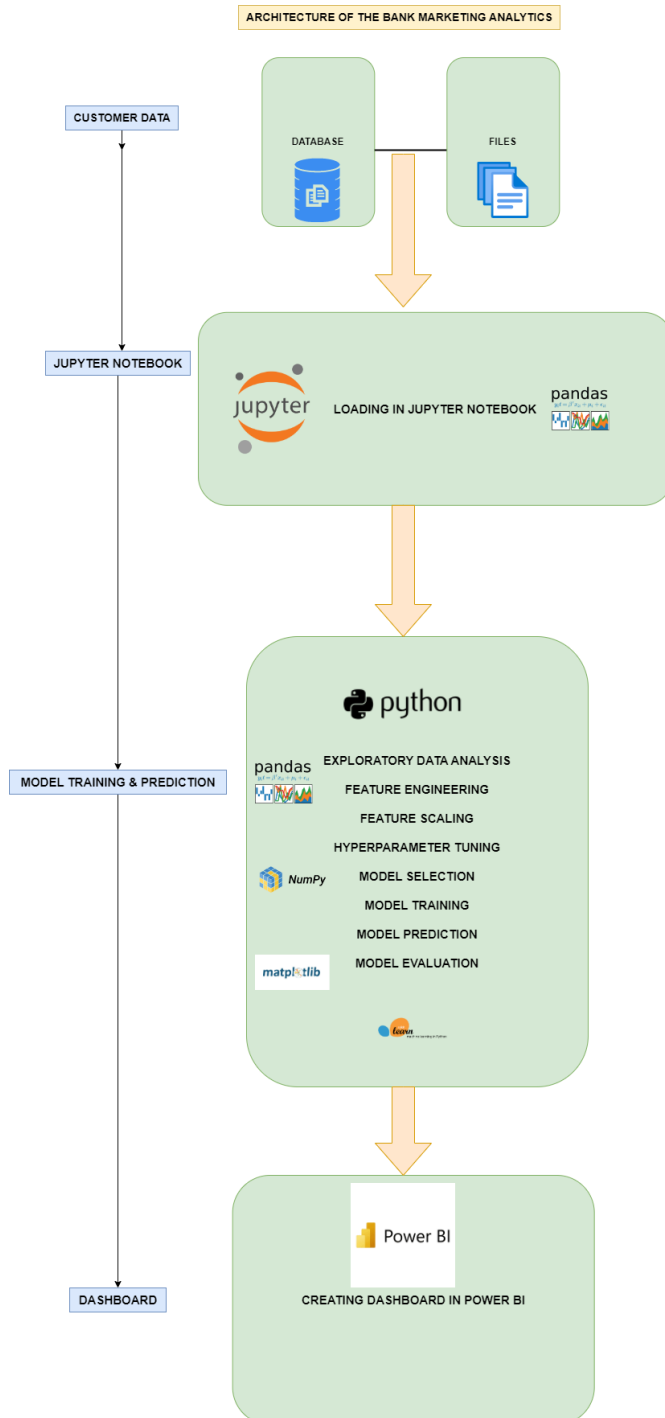 ARCHITECTURE OF THE BANK MARKETING ANALYTICS
CUSTOMER DATA
DATABASE
FILES
JUPYTER NOTEBOOK
jupyter
LOADING IN JUPYTER NOTEBOOK
pandas
python
MODEL TRAINING & PREDICTION
pandas
EXPLORATORY DATA ANALYSIS
FEATURE ENGINEERING
FEATURE SCALING
HYPERPARAMETER TUNING
NumPy
MODEL SELECTION
MODEL TRAINING
MODEL PREDICTION
MODEL EVALUATION
matplotlib
learn
Power BI
DASHBOARD
CREATING DASHBOARD IN POWER BI